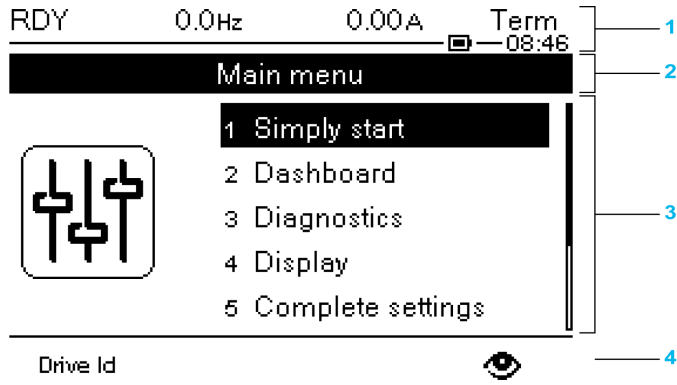 RDY 0.0Hz 0.00A Term 1
08:46
Main menu 2
1 Simply start
2 Dashboard
3 Diagnostics 3
4 Display
5 Complete settings
Drive Id 4